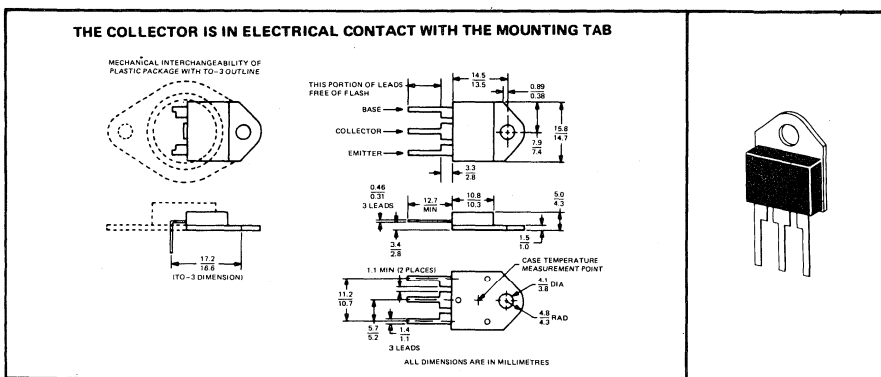 THE COLLECTOR IS IN ELECTRICAL CONTACT WITH THE MOUNTING TAB
MECHANICAL INTERCHANGEABILITY OF
PLASTIC PACKAGE WITH TO-3 OUTLINE
THIS PORTION OF LEADS
FREE OF FLASH
BASE
COLLECTOR
EMITTER
14.5
13.5
0.89
0.38
15.8
14.7
7.9
7.4
3.3
2.8
0.46
0.31
3 LEADS
12.7
MIN
10.8
10.3
5.0
4.3
3.4
2.8
1.5
1.0
17.2
16.6
(TO-3 DIMENSION)
1.1 MIN (2 PLACES)
CASE TEMPERATURE
MEASUREMENT POINT
4.1
3.8
DIA
4.8
4.3
RAD
11.2
10.7
5.7
5.2
1.4
1.1
3 LEADS
ALL DIMENSIONS ARE IN MILLIMETRES